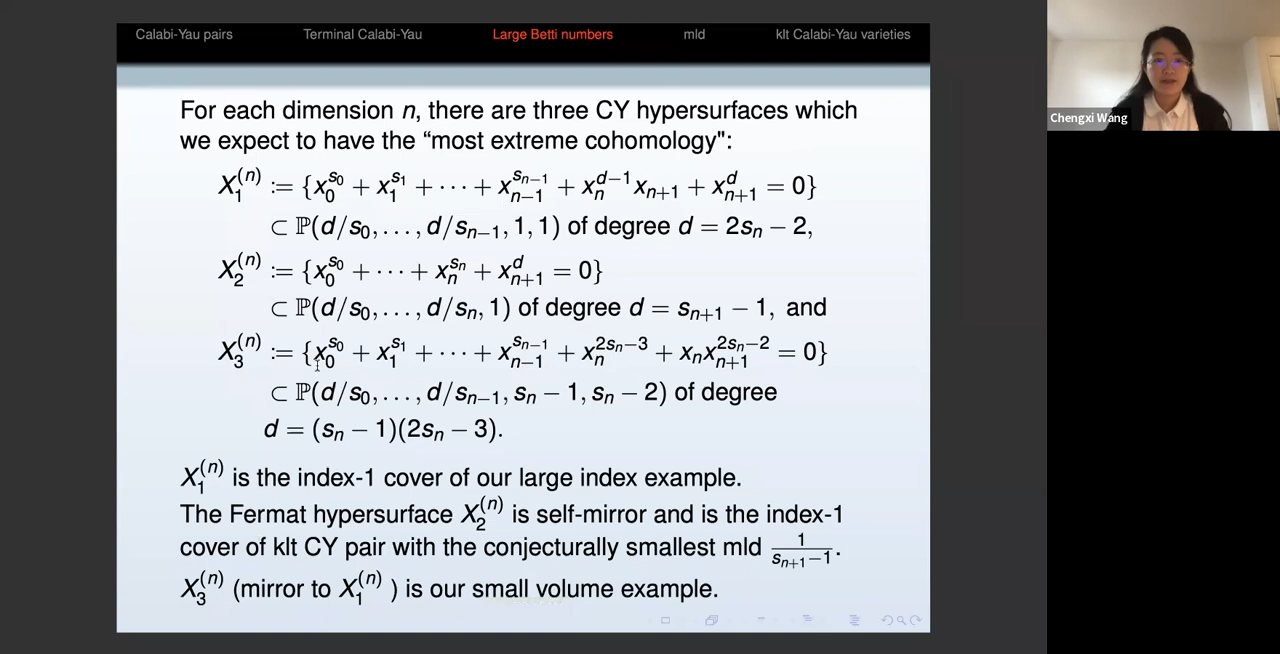 Calabi-Yau pairs Terminal Calabi-Yau Large Betti numbers mld klt Calabi-Yau varieties
Chengxi Wang
For each dimension n, there are three CY hypersurfaces which
we expect to have the “most extreme cohomology":
X₁⁽ⁿ⁾ := {x_0^{s_0} + x_1^{s_1} + ⋯ + x_{n−1}^{s_{n−1}} + x_n^{d−1} x_{n+1} + x_{n+1}^d = 0}
⊂ ℙ(d/s_0, …, d/s_{n−1}, 1, 1) of degree d = 2s_n − 2,
X₂⁽ⁿ⁾ := {x_0^{s_0} + ⋯ + x_n^{s_n} + x_{n+1}^d = 0}
⊂ ℙ(d/s_0, …, d/s_n, 1) of degree d = s_{n+1} − 1, and
X₃⁽ⁿ⁾ := {x_0^{s_0} + x_1^{s_1} + ⋯ + x_{n−1}^{s_{n−1}} + x_n^{2s_n−3} + x_n x_{n+1}^{2s_n−2} = 0}
⊂ ℙ(d/s_0, …, d/s_{n−1}, s_n − 1, s_n − 2) of degree
d = (s_n − 1)(2s_n − 3).
X₁⁽ⁿ⁾ is the index-1 cover of our large index example.
The Fermat hypersurface X₂⁽ⁿ⁾ is self-mirror and is the index-1
cover of klt CY pair with the conjecturally smallest mld 1/(s_{n+1}−1).
X₃⁽ⁿ⁾ (mirror to X₁⁽ⁿ⁾ ) is our small volume example.